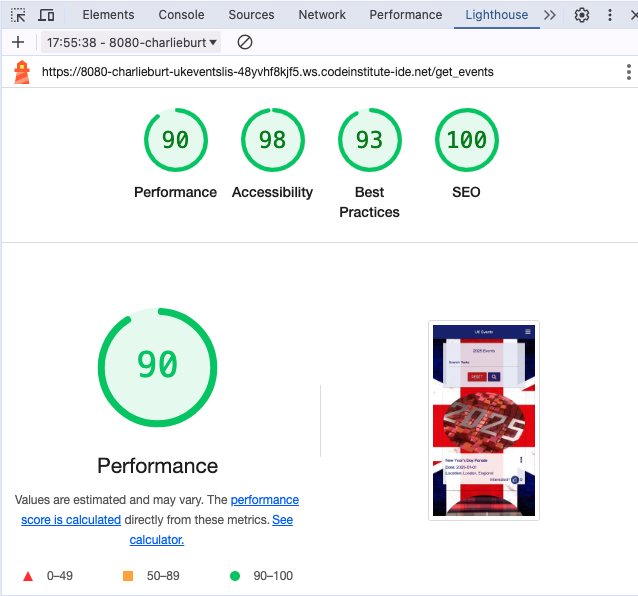 Elements Console Sources Network Performance Lighthouse
17:55:38 - 8080-charlieburt
https://8080-charlieburt-ukeventslis-48yvhf8kjf5.ws.codeinstitute-ide.net/get_events
90 98 93 100
Performance Accessibility Best Practices SEO
90
Performance
Values are estimated and may vary. The performance
score is calculated directly from these metrics. See
calculator.
0–49 50–89 90–100
UK Events
2025 Events
RESET
2025
New Year's Day Parade
Date: 2025-01-01
Location: London, England
Interested? 0